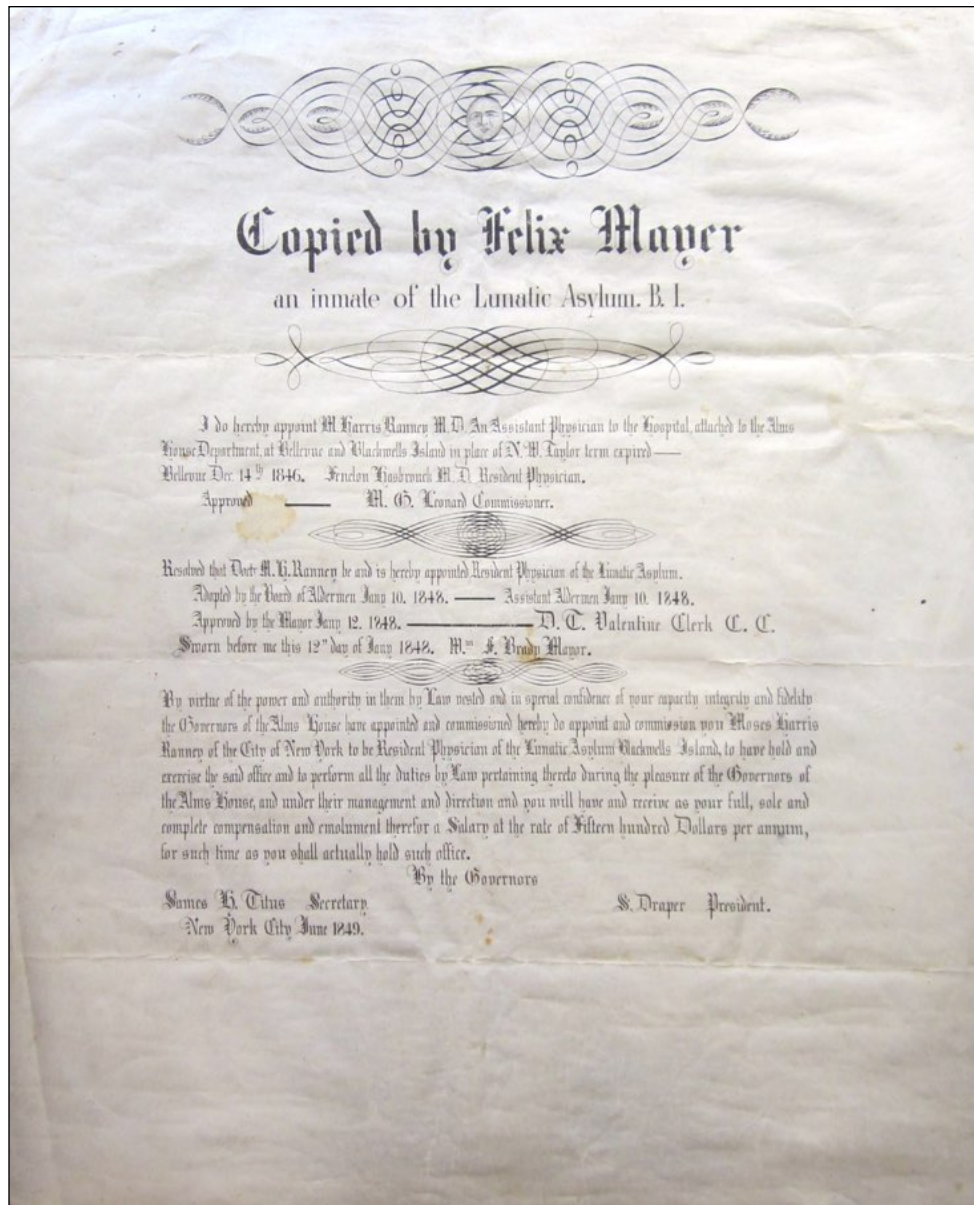 Copied by Felix Mayer
an inmate of the Lunatic Asylum. B. I.
I do hereby appoint M. Harris Ranney M. D. An Assistant Physician to the Hospital, attached to the Alms
House Department, at Bellevue and Blackwells Island in place of N. W. Taylor term expired —
Bellevue Dec. 14th 1846. Fenelon Hasbrouck M. D. Resident Physician.
Approved — M. G. Leonard Commissioner.
Resolved that Doctr M. H. Ranney be and is hereby appointed Resident Physician of the Lunatic Asylum.
Adopted by the Board of Aldermen Jany 10. 1848. — Assistant Aldermen Jany 10. 1848.
Approved by the Mayor Jany 12. 1848. — D. T. Valentine Clerk C. C.
Sworn before me this 12th day of Jany 1848. Wm F. Brady Mayor.
By virtue of the power and authority in them by Law vested and in special confidence of your capacity integrity and fidelity
the Governors of the Alms House have appointed and commissioned hereby do appoint and commission you Moses Harris
Ranney of the City of New York to be Resident Physician of the Lunatic Asylum Blackwells Island, to have hold and
exercise the said office and to perform all the duties by Law pertaining thereto during the pleasure of the Governors of
the Alms House, and under their management and direction and you will have and receive as your full, sole and
complete compensation and emolument therefor a Salary at the rate of Fifteen hundred Dollars per annum,
for such time as you shall actually hold such office.
By the Governors
James H. Titus Secretary. S. Draper President.
New York City June 1849.